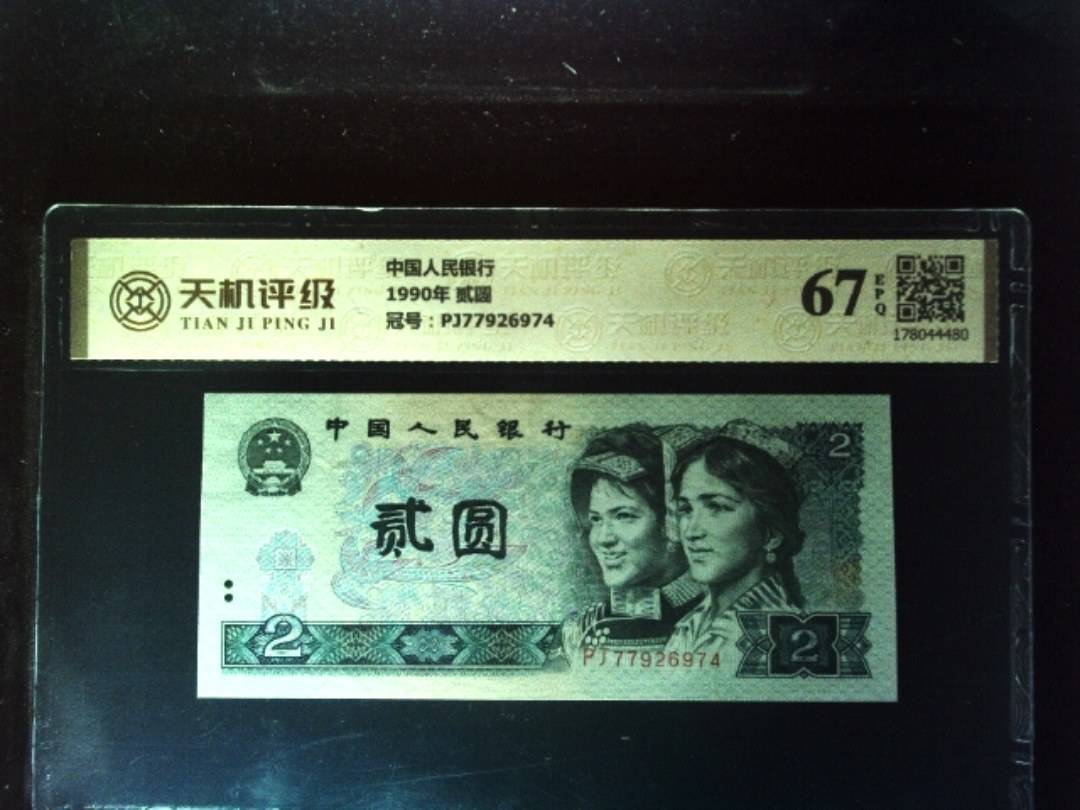 天机评级
TIAN JI PING JI
中国人民银行
1990年 贰圆
冠号：PJ77926974
67
EPQ
178044480
中国人民银行
2
贰圆
2
PJ77926974
2